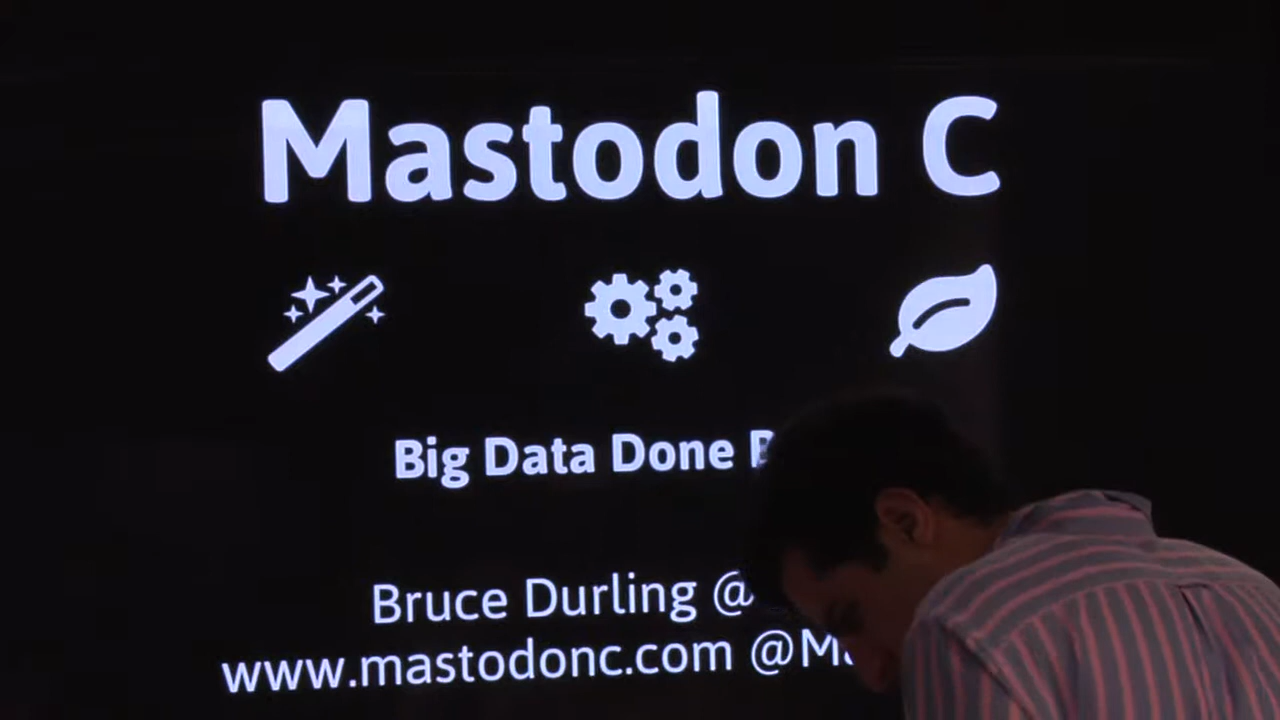 Mastodon C
Big Data Done
Bruce Durling @
www.mastodonc.com